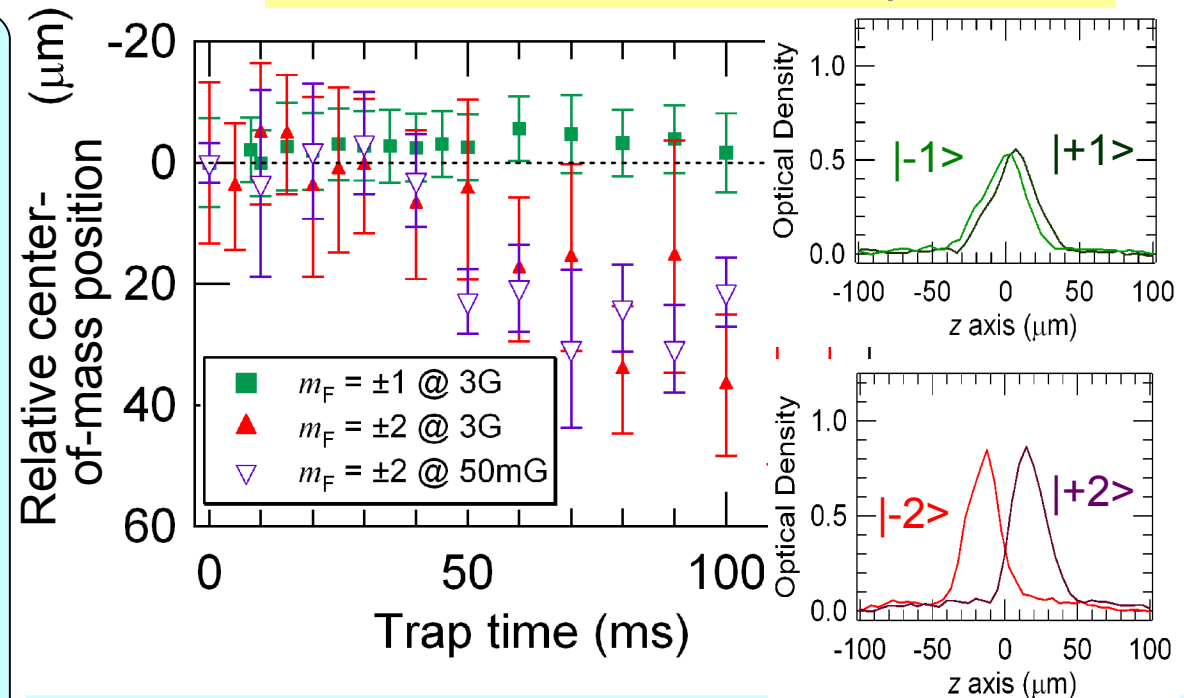 Relative center-
of-mass position (μm)
-20
0
20
40
60
m_F = ±1 @ 3G
m_F = ±2 @ 3G
m_F = ±2 @ 50mG
0 50 100
Trap time (ms)
Optical Density
1.0
0.5
0.0
|-1>
|+1>
-100 -50 0 50 100
z axis (μm)
Optical Density
1.0
0.5
0.0
|-2>
|+2>
-100 -50 0 50 100
z axis (μm)